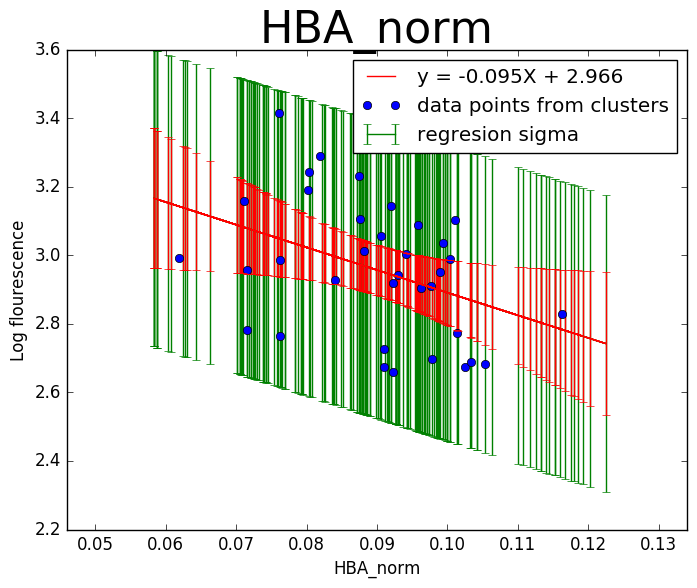 HBA_norm
y = -0.095X + 2.966
data points from clusters
regresion sigma
3.6
3.4
3.2
3.0
2.8
2.6
2.4
2.2
Log flourescence
0.05 0.06 0.07 0.08 0.09 0.10 0.11 0.12 0.13
HBA_norm